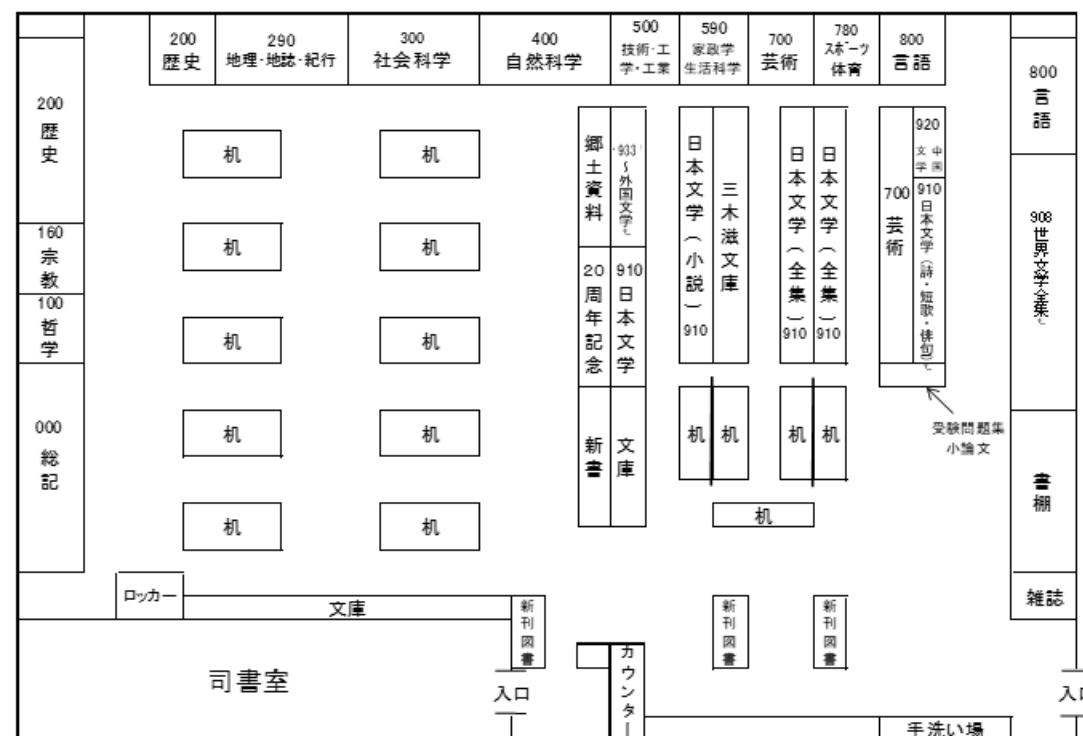 200
歴史
290
地理・地誌・紀行
300
社会科学
400
自然科学
500
技術・工
学・工業
590
家政学
生活科学
700
芸術
780
スポーツ
体育
800
言語
800
言語
200
歴史
160
宗教
100
哲学
000
総記
机
机
机
机
机
机
机
机
机
机
郷土資料
933
～外国文学
20周年記念
910
日本文学
新書
文庫
日本文学(小説)
910
三木滋文庫
日本文学(全集)
910
日本文学(全集)
910
700
芸術
920
中国文学
910
日本文学(詩・短歌・俳句)
受験問題集
小論文
机
机
机
机
机
908
世界文学全集
書棚
雑誌
ロッカー
文庫
新刊図書
新刊図書
新刊図書
司書室
入口
カウンター
入口
手洗い場